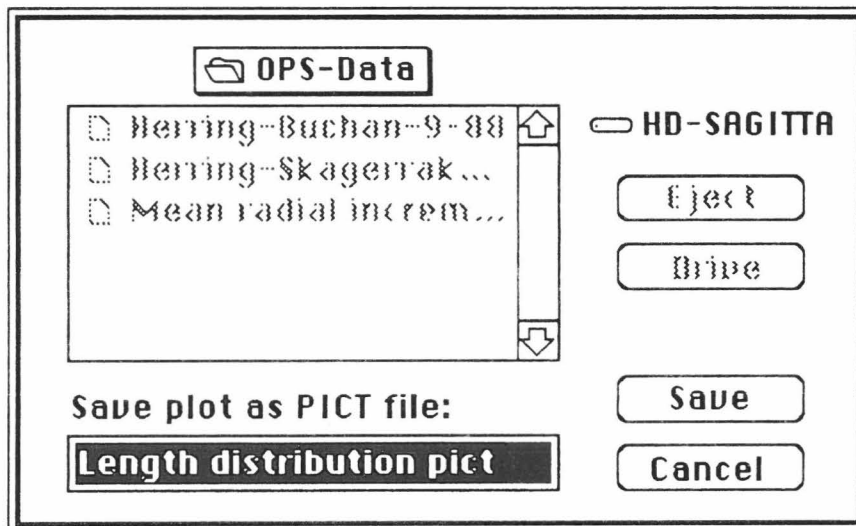 OPS-Data
Herring-Buchan-9-88
Herring-Skagerrak...
Mean radial increm...
HD-SAGITTA
Eject
Drive
Save plot as PICT file:
Length distribution pict
Save
Cancel